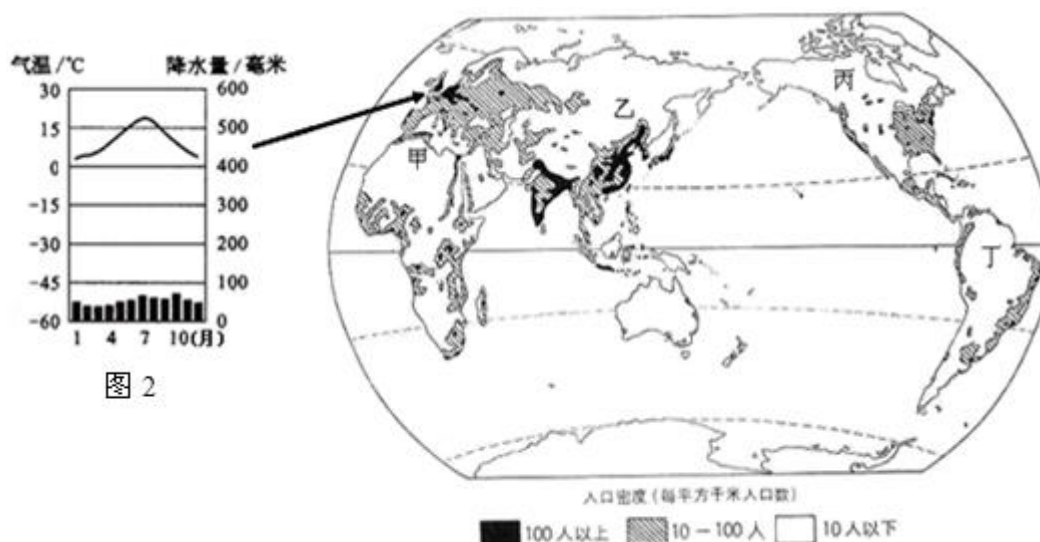 气温/℃ 降水量/毫米
30 600
15 500
0 400
-15 300
-30 200
-45 100
-60 0
1 4 7 10(月)
图2
甲
乙
丙
丁
人口密度(每平方千米人口数)
100人以上 10-100人 10人以下